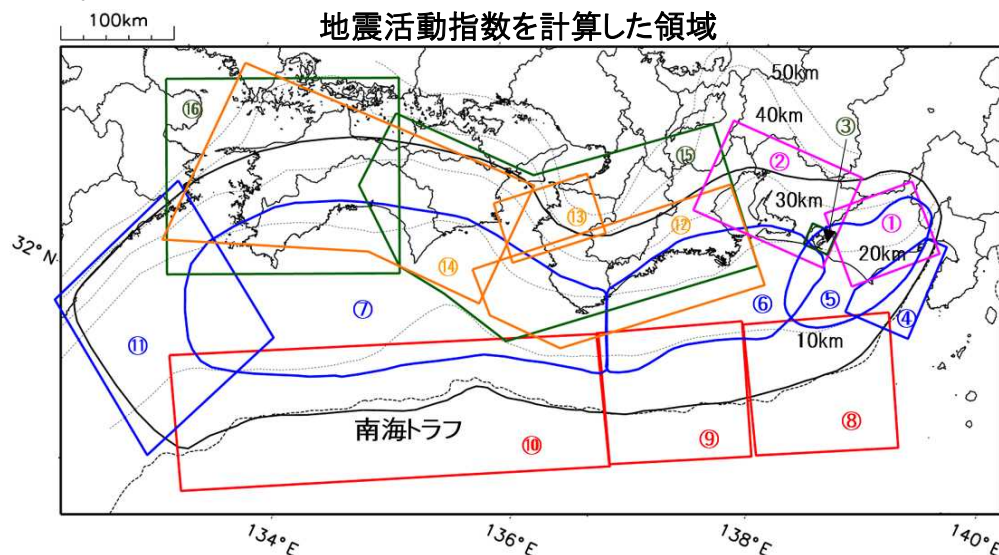 地震活動指数を計算した領域
100km
50km
40km
③
⑯
②
⑮
30km
①
⑬
⑫
20km
32°N
⑭
⑦
⑥
⑤
④
10km
⑪
南海トラフ
⑩
⑨
⑧
134°E
136°E
138°E
140°E